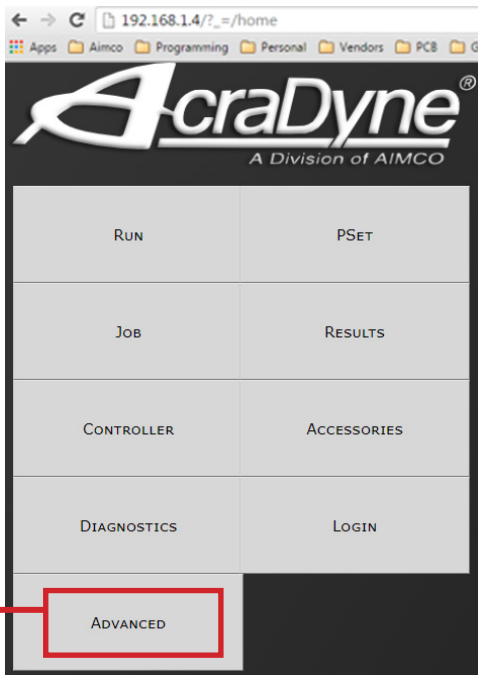 192.168.1.4/?_=/home
Apps Aimco Programming Personal Vendors PCB G
AcraDyne®
A Division of AIMCO
RUN PSET
JOB RESULTS
CONTROLLER ACCESSORIES
DIAGNOSTICS LOGIN
ADVANCED